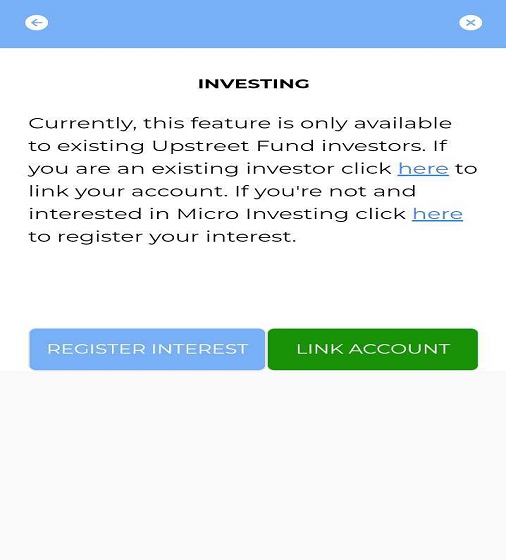 INVESTING
Currently, this feature is only available
to existing Upstreet Fund investors. If
you are an existing investor click here to
link your account. If you're not and
interested in Micro Investing click here
to register your interest.
REGISTER INTEREST
LINK ACCOUNT